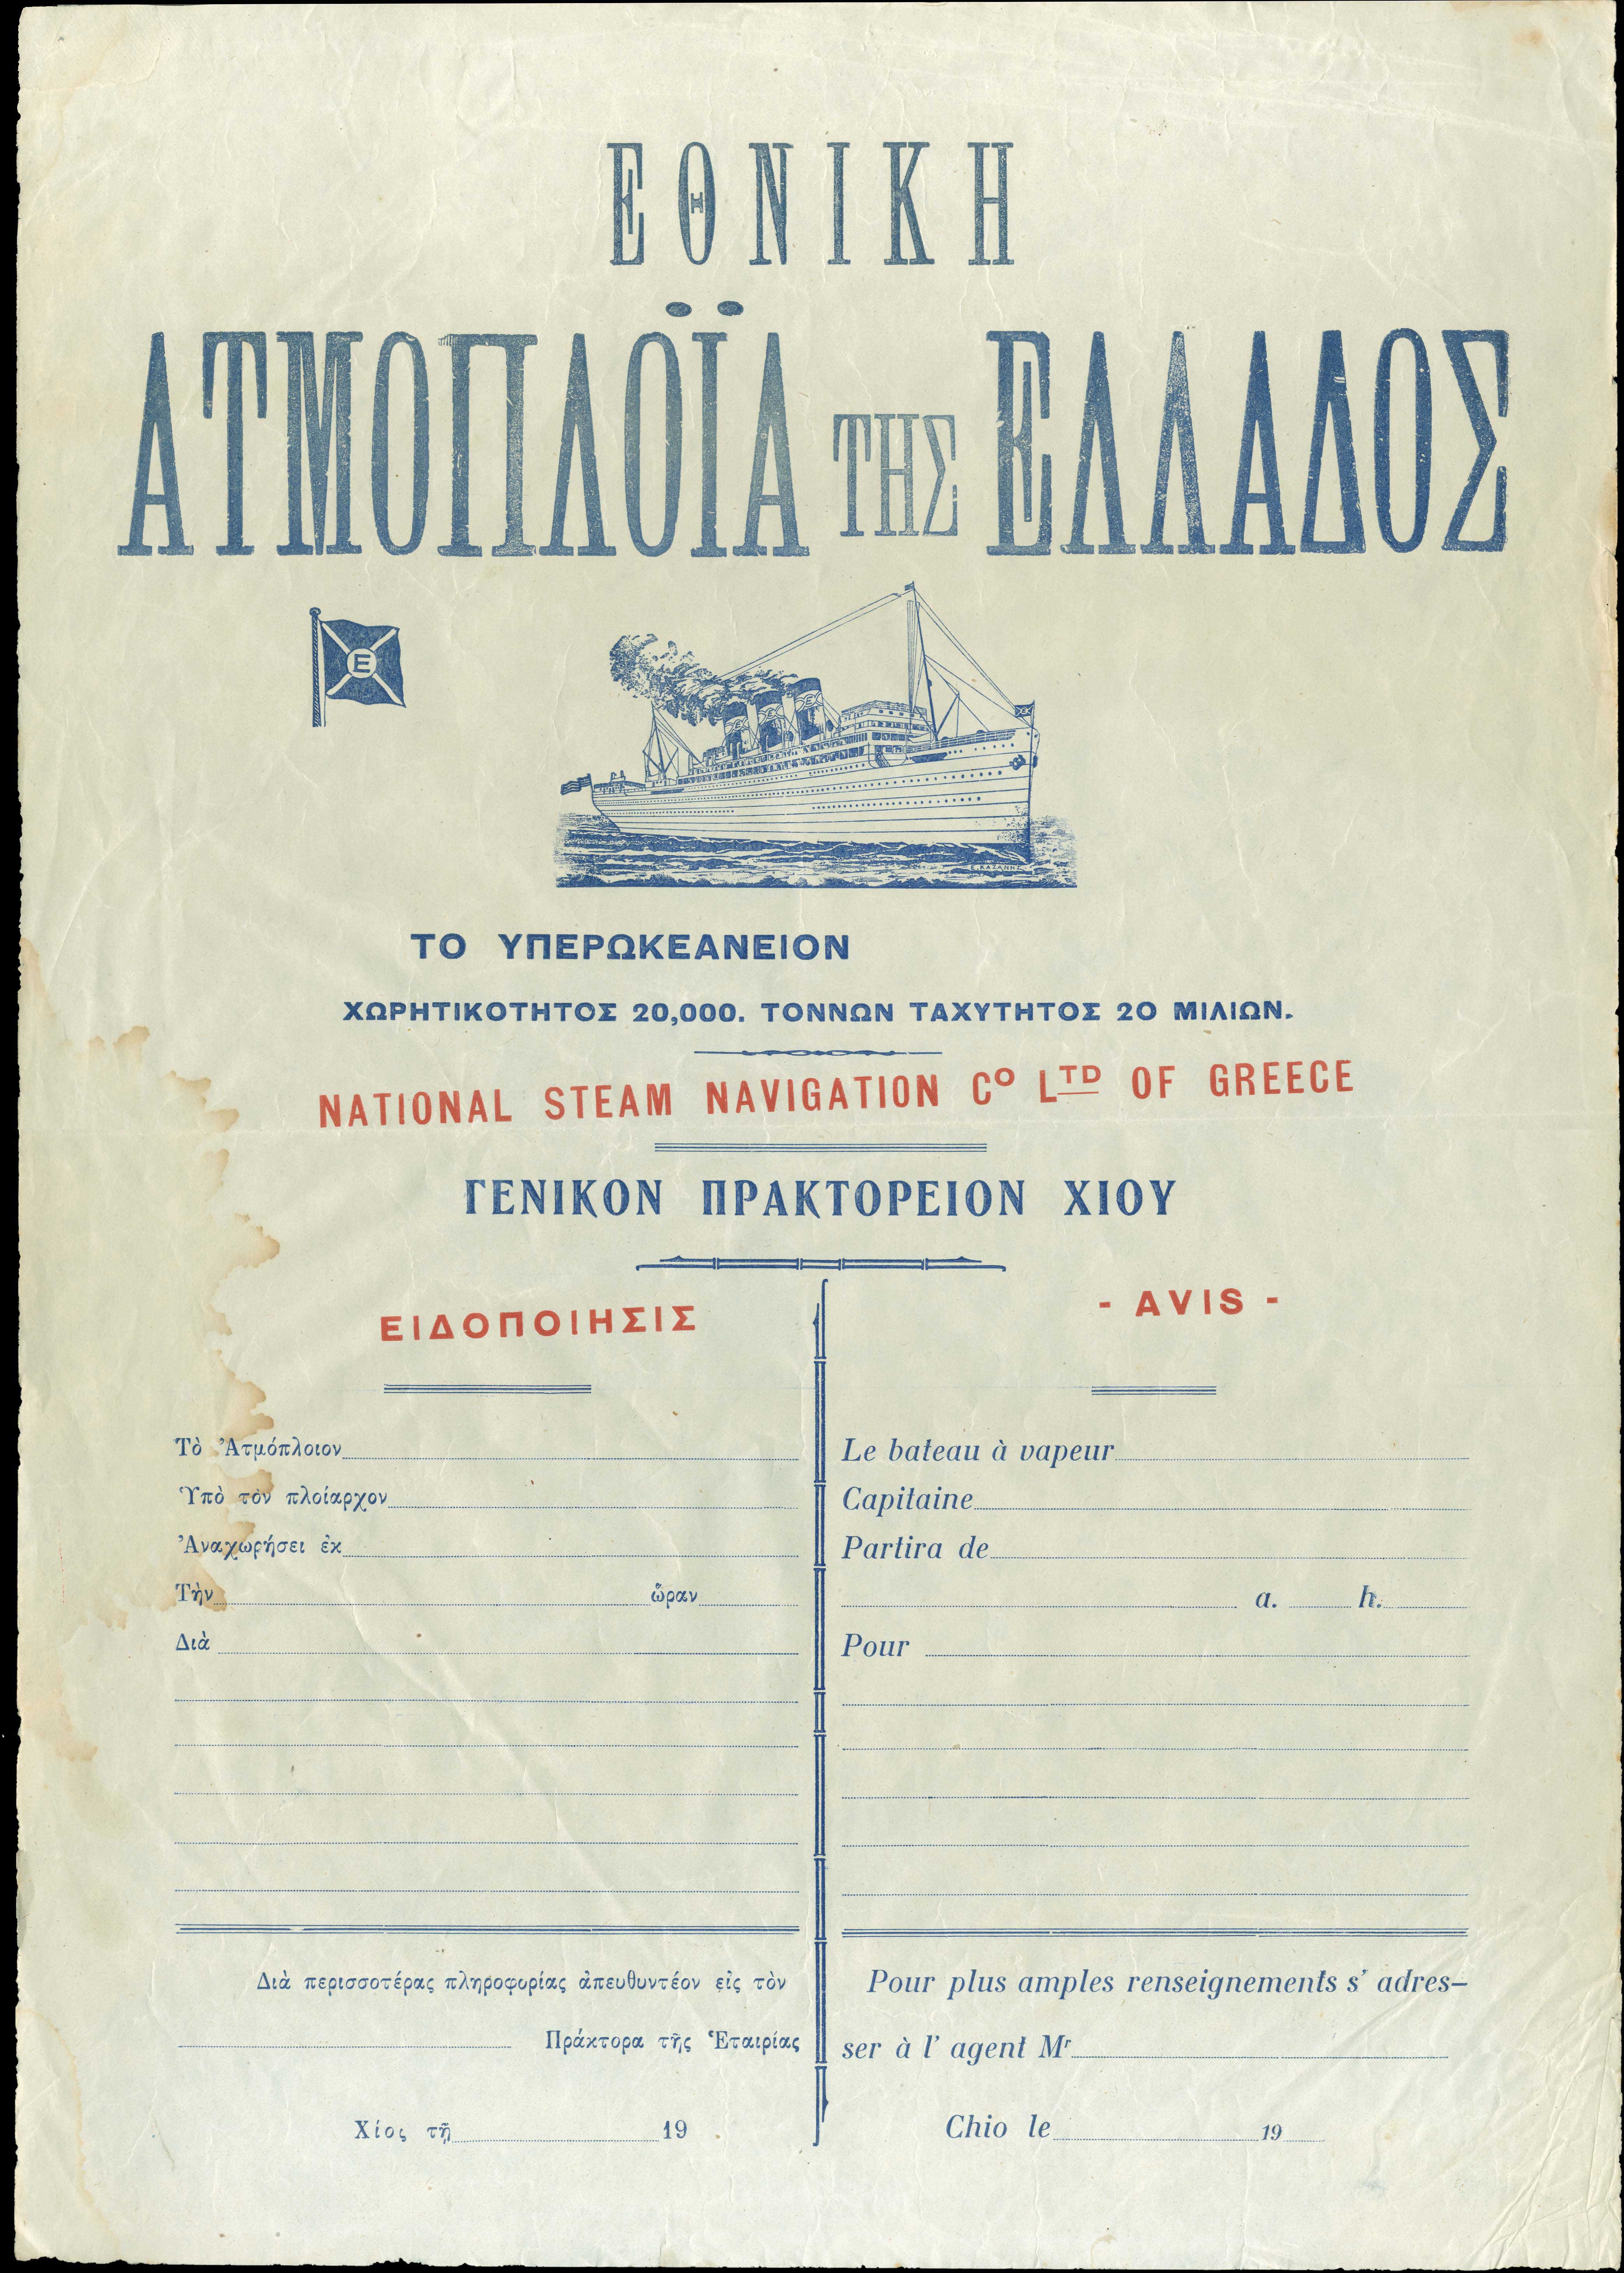 ΕΘΝΙΚΗ
ΑΤΜΟΠΛΟΪΑ ΤΗΣ ΕΛΛΑΔΟΣ
E
E E E
ΤΟ ΥΠΕΡΩΚΕΑΝΕΙΟΝ
ΧΩΡΗΤΙΚΟΤΗΤΟΣ 20,000. ΤΟΝΝΩΝ ΤΑΧΥΤΗΤΟΣ 20 ΜΙΛΙΩΝ.
NATIONAL STEAM NAVIGATION Cº LTD OF GREECE
ΓΕΝΙΚΟΝ ΠΡΑΚΤΟΡΕΙΟΝ ΧΙΟΥ
ΕΙΔΟΠΟΙΗΣΙΣ
Τὸ Ἀτμόπλοιον
Ὑπὸ τὸν πλοίαρχον
Ἀναχωρήσει ἐκ
Τὴν ὥραν
Διὰ
Διὰ περισσοτέρας πληροφορίας ἀπευθυντέον εἰς τὸν
Πράκτορα τῆς Ἑταιρίας
Χίος τῇ 19
- AVIS -
Le bateau à vapeur
Capitaine
Partira de
a. h.
Pour
Pour plus amples renseignements s' adres-
ser à l' agent Mr
Chio le 19